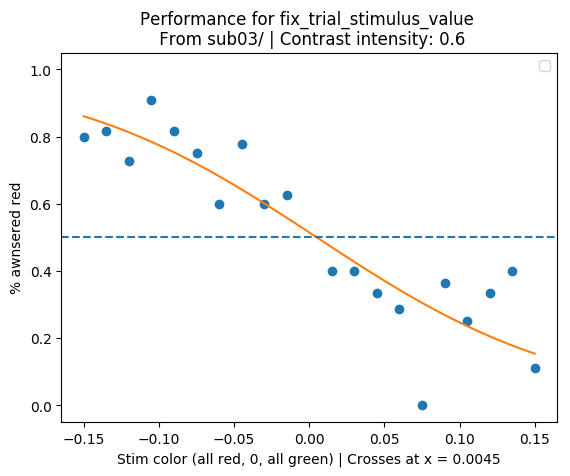 Performance for fix_trial_stimulus_value
From sub03/ | Contrast intensity: 0.6
1.0
0.8
0.6
0.4
0.2
0.0
% awnsered red
−0.15 −0.10 −0.05 0.00 0.05 0.10 0.15
Stim color (all red, 0, all green) | Crosses at x = 0.0045